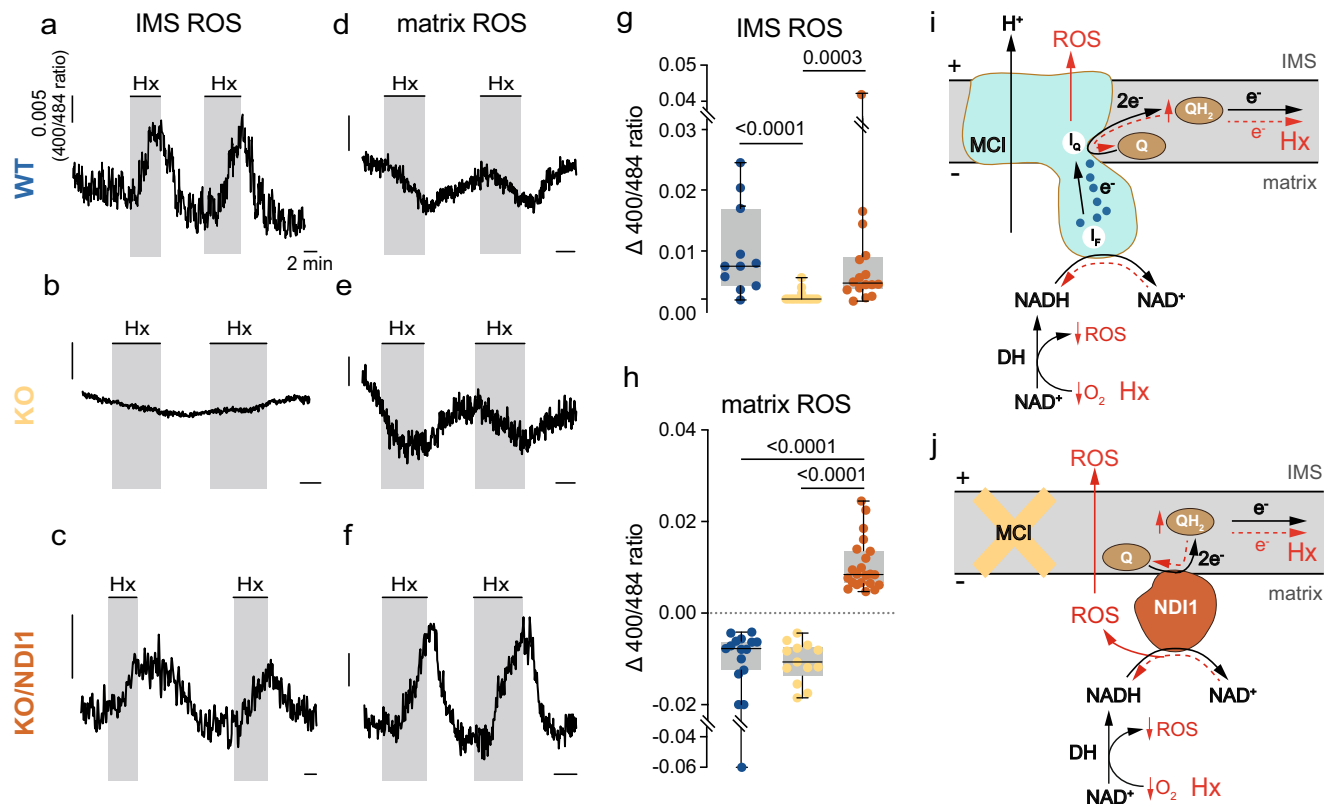 a
IMS ROS
Hx
Hx
0.005
(400/484 ratio)
WT
2 min
b
Hx
Hx
KO
c
Hx
Hx
KO/NDI1
d
matrix ROS
Hx
Hx
e
Hx
Hx
f
Hx
Hx
g
IMS ROS
0.0003
<0.0001
Δ 400/484 ratio
0.05
0.04
0.03
0.02
0.01
0.00
h
matrix ROS
<0.0001
<0.0001
Δ 400/484 ratio
0.04
0.02
0.00
-0.02
-0.04
-0.06
i
H+
ROS
IMS
+
2e-
QH2
e-
e-
Hx
MCI
IQ
Q
-
matrix
e-
IF
NADH
NAD+
↓ROS
DH
↓O2 Hx
NAD+
j
ROS
IMS
+
MCI
QH2
e-
e-
Hx
Q
2e-
-
matrix
NDI1
ROS
NADH
NAD+
↓ROS
DH
↓O2 Hx
NAD+